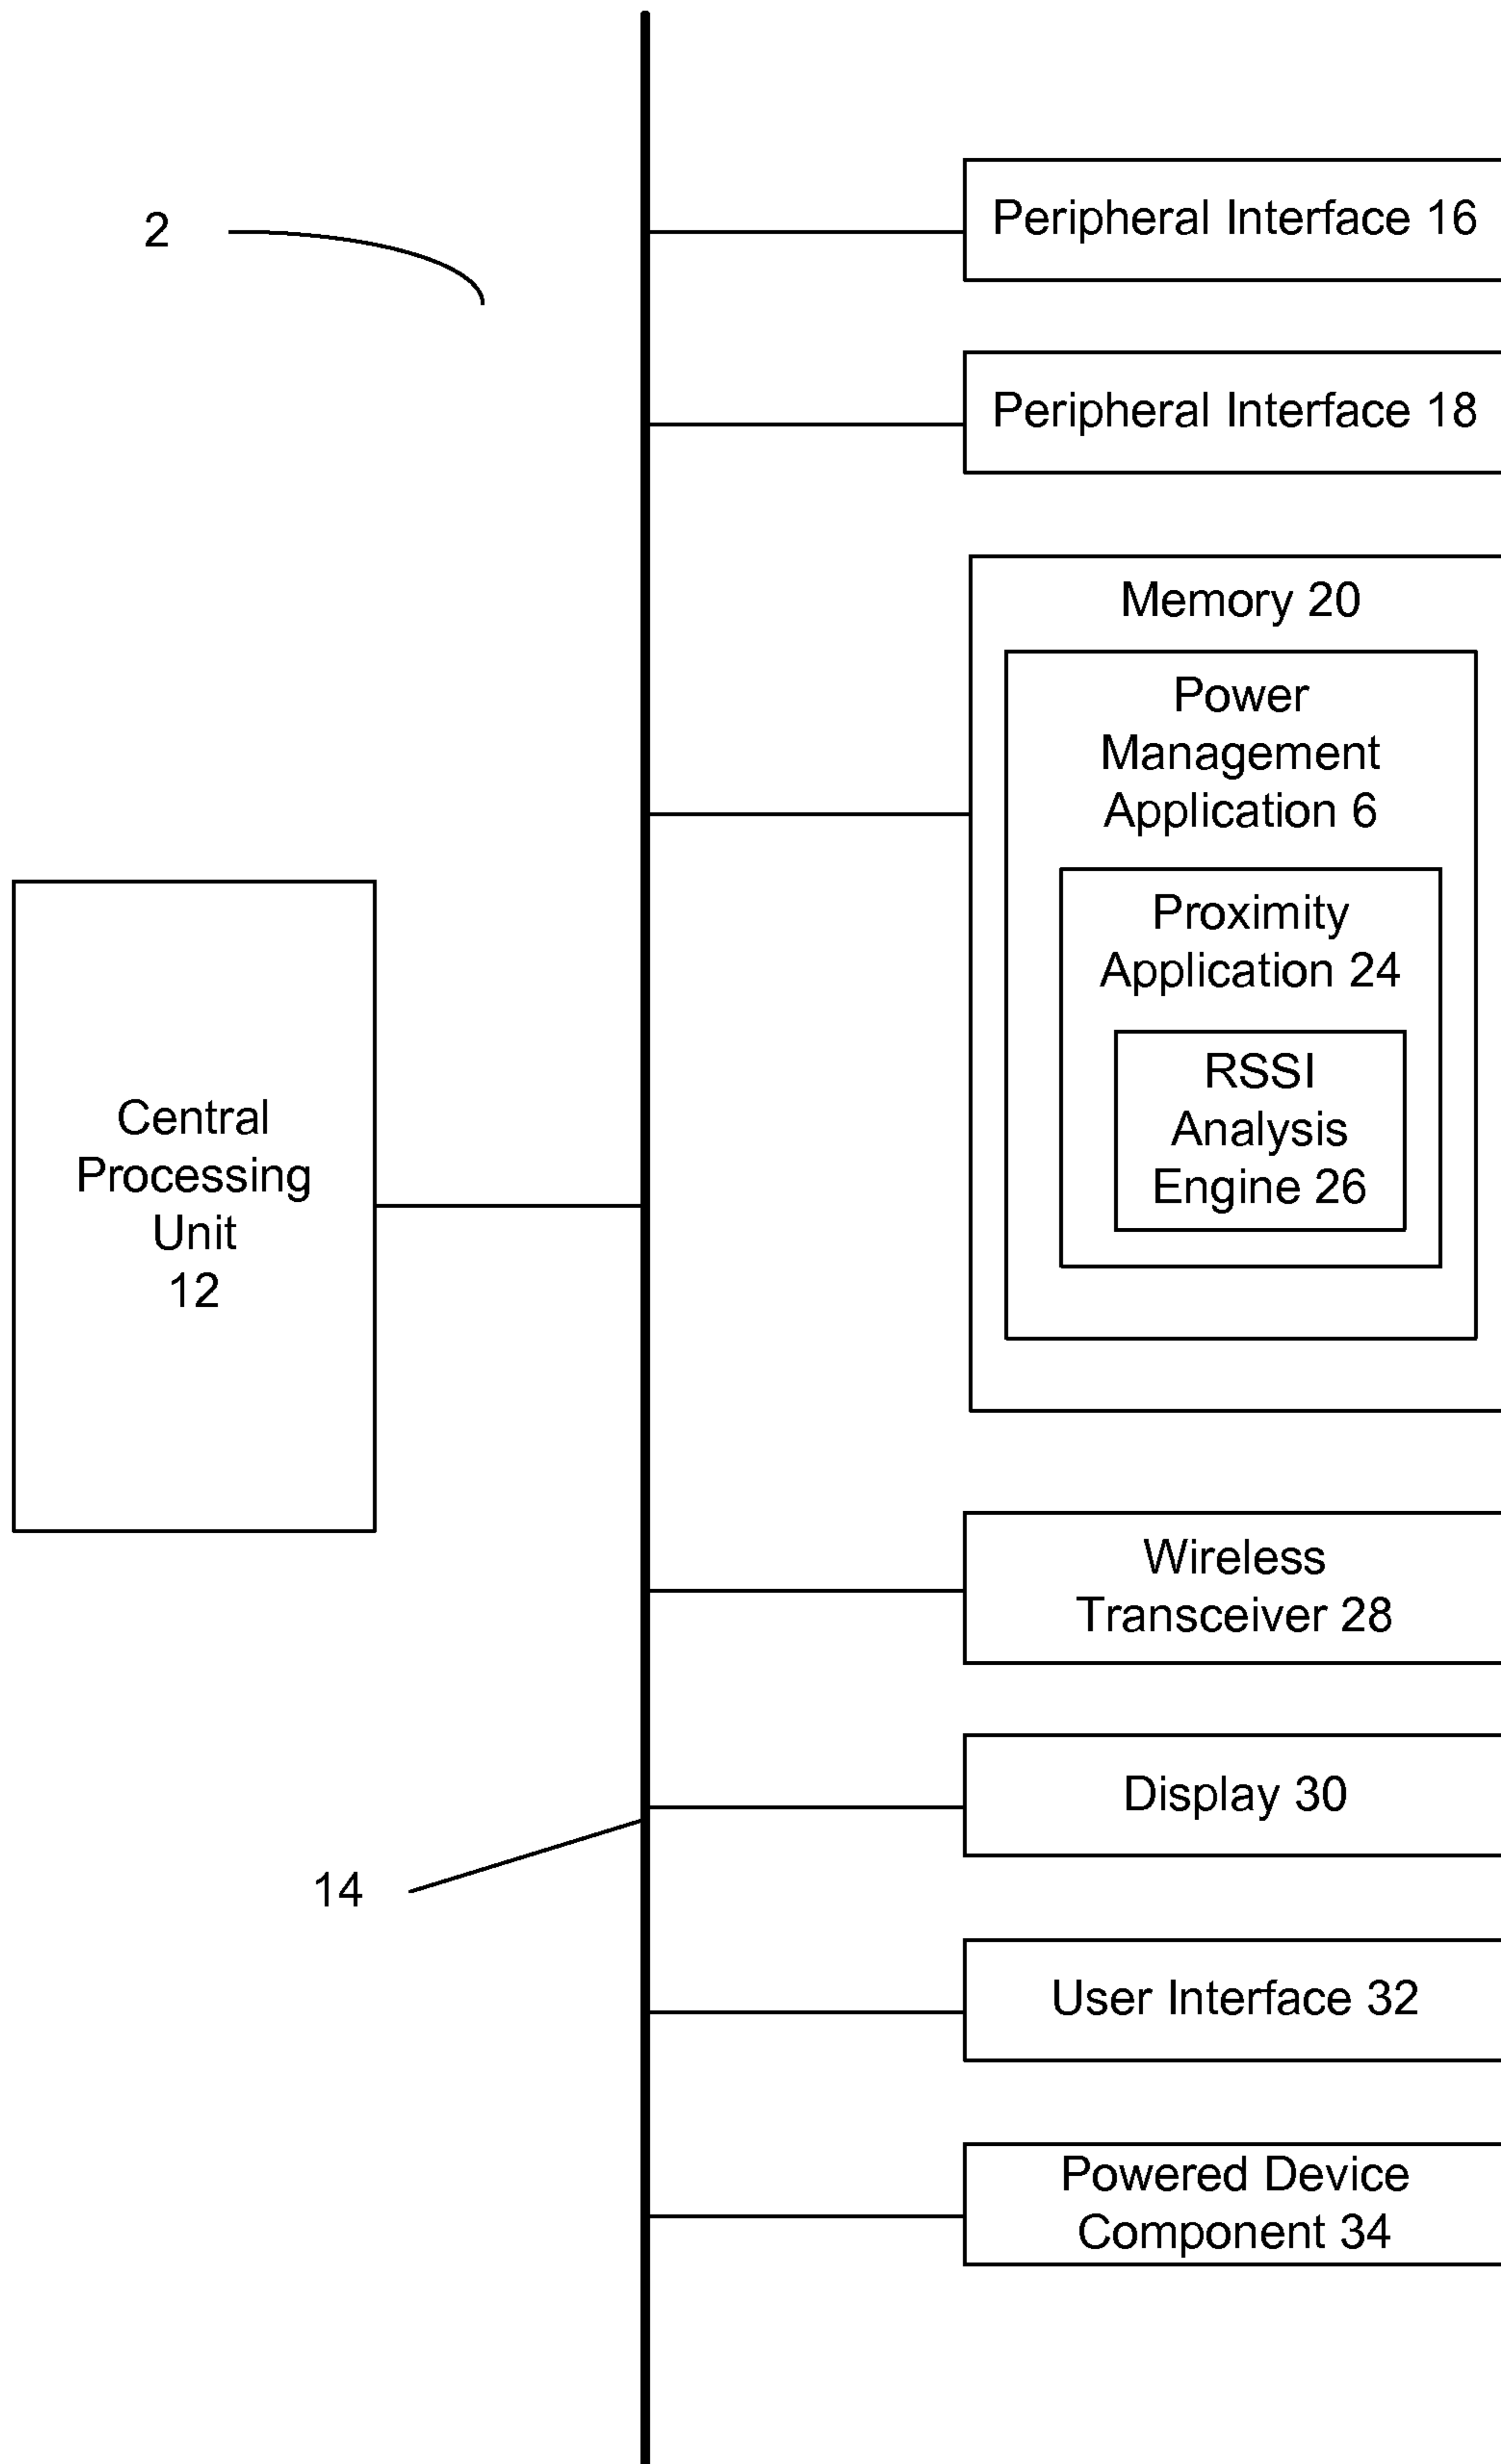 2
Peripheral Interface 16
Peripheral Interface 18
Memory 20
Power
Management
Application 6
Proximity
Application 24
RSSI
Analysis
Engine 26
Central
Processing
Unit
12
Wireless
Transceiver 28
Display 30
14
User Interface 32
Powered Device
Component 34